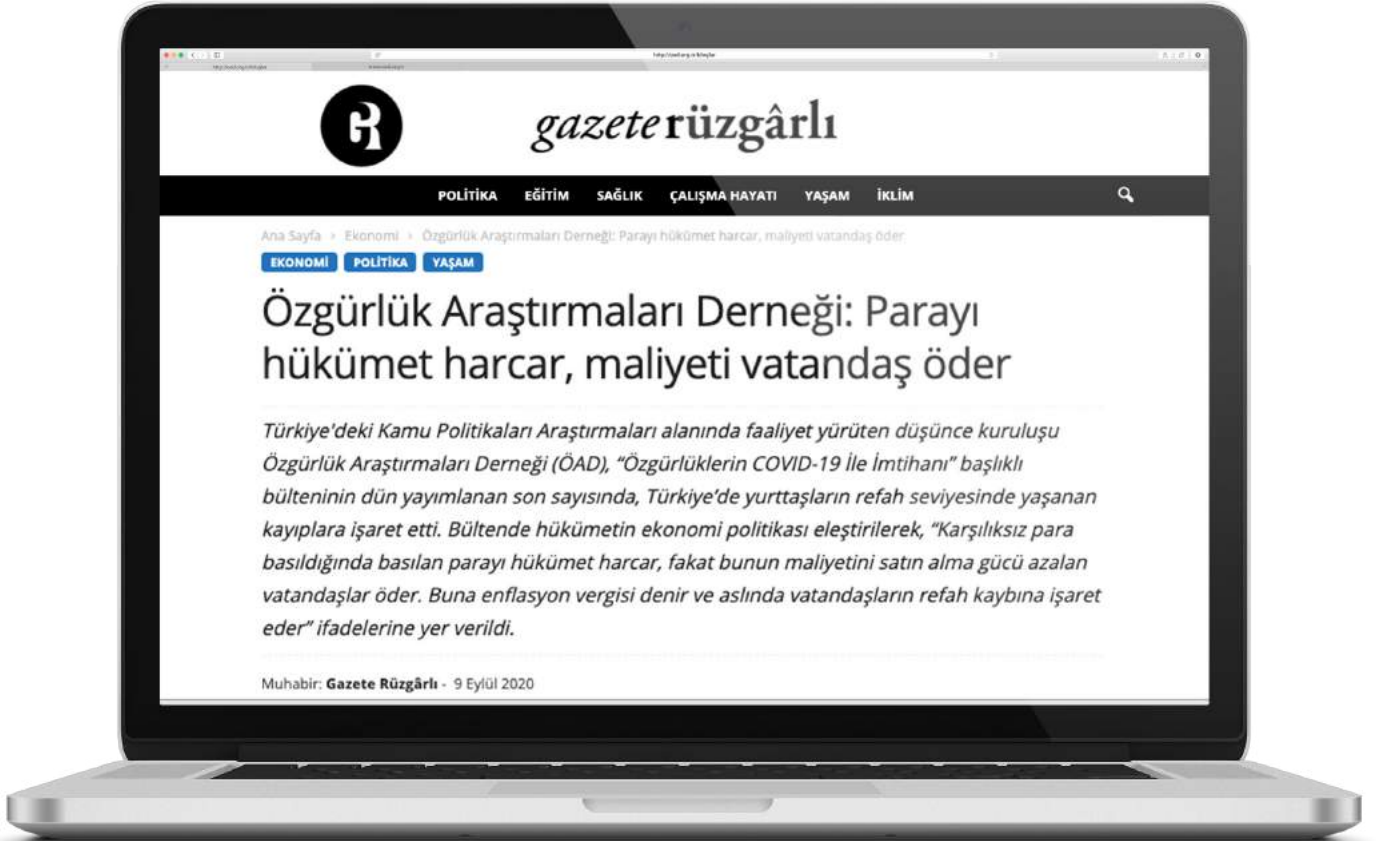 gazete rüzgârlı
POLİTİKA EĞİTİM SAĞLIK ÇALIŞMA HAYATI YAŞAM İKLİM
Ana Sayfa › Ekonomi › Özgürlük Araştırmaları Derneği: Parayı hükümet harcar, maliyeti vatandaş öder
EKONOMİ POLİTİKA YAŞAM
Özgürlük Araştırmaları Derneği: Parayı
hükümet harcar, maliyeti vatandaş öder
Türkiye'deki Kamu Politikaları Araştırmaları alanında faaliyet yürüten düşünce kuruluşu
Özgürlük Araştırmaları Derneği (ÖAD), “Özgürlüklerin COVID-19 İle İmtihanı” başlıklı
bülteninin dün yayımlanan son sayısında, Türkiye’de yurttaşların refah seviyesinde yaşanan
kayıplara işaret etti. Bültende hükümetin ekonomi politikası eleştirilerek, “Karşılıksız para
basıldığında basılan parayı hükümet harcar, fakat bunun maliyetini satın alma gücü azalan
vatandaşlar öder. Buna enflasyon vergisi denir ve aslında vatandaşların refah kaybına işaret
eder” ifadelerine yer verildi.
Muhabir: Gazete Rüzgârlı - 9 Eylül 2020